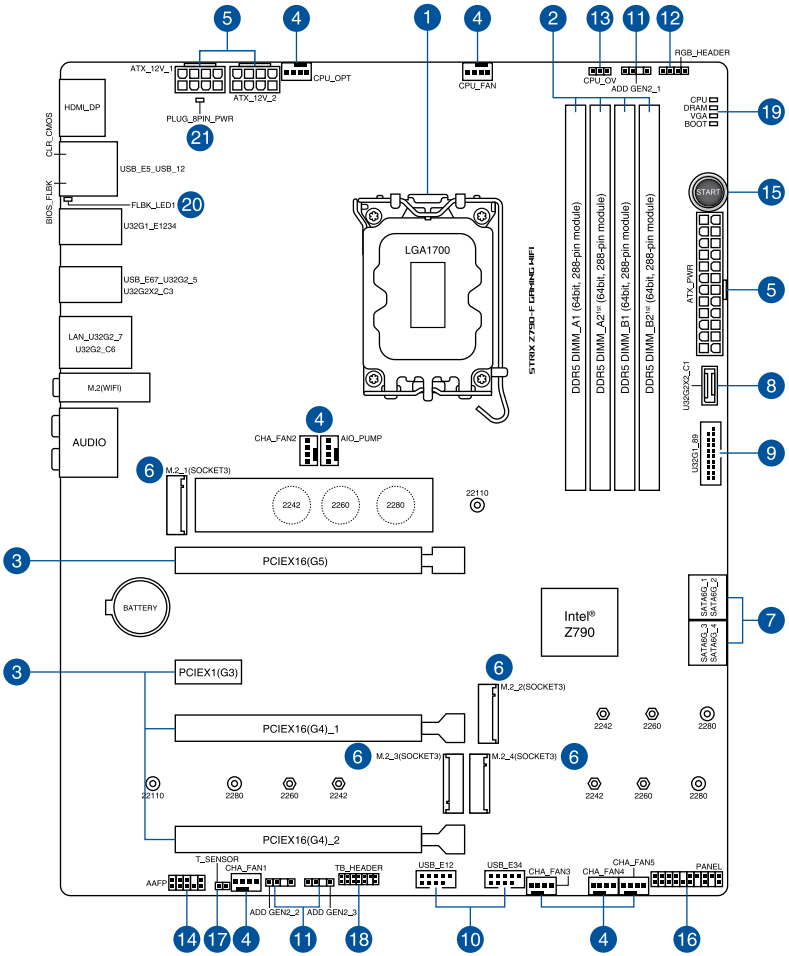 5
4
1
4
2
13
11
12
ATX_12V_1
ATX_12V_2
CPU_OPT
CPU_FAN
CPU_OV
ADD GEN2_1
RGB_HEADER
HDMI_DP
PLUG_8PIN_PWR
21
CPU
DRAM
VGA
BOOT
19
CLR_CMOS
USB_E5_USB_12
BIOS_FLBK
FLBK_LED1
20
START
15
U32G1_E1234
LGA1700
STRIX Z790-F GAMING WIFI
DDR5 DIMM_A1 (64bit, 288-pin module)
DDR5 DIMM_A2¹ˢᵗ (64bit, 288-pin module)
DDR5 DIMM_B1 (64bit, 288-pin module)
DDR5 DIMM_B2¹ˢᵗ (64bit, 288-pin module)
ATX_PWR
5
USB_E67_U32G2_5
U32G2X2_C3
LAN_U32G2_7
U32G2_C6
M.2(WIFI)
U32G2X2_C1
8
AUDIO
4
CHA_FAN2
AIO_PUMP
U32G1_89
9
6
M.2_1(SOCKET3)
2242
2260
2280
22110
3
PCIEX16(G5)
BATTERY
Intel®
Z790
SATA6G_1
SATA6G_2
SATA6G_3
SATA6G_4
7
3
PCIEX1(G3)
6
M.2_2(SOCKET3)
PCIEX16(G4)_1
2242
2260
2280
6
M.2_3(SOCKET3)
M.2_4(SOCKET3)
6
22110
2280
2260
2242
2242
2260
2280
PCIEX16(G4)_2
AAFP
T_SENSOR
CHA_FAN1
ADD GEN2_2
ADD GEN2_3
TB_HEADER
USB_E12
USB_E34
CHA_FAN3
CHA_FAN4
CHA_FAN5
PANEL
14
17
4
11
18
10
4
16